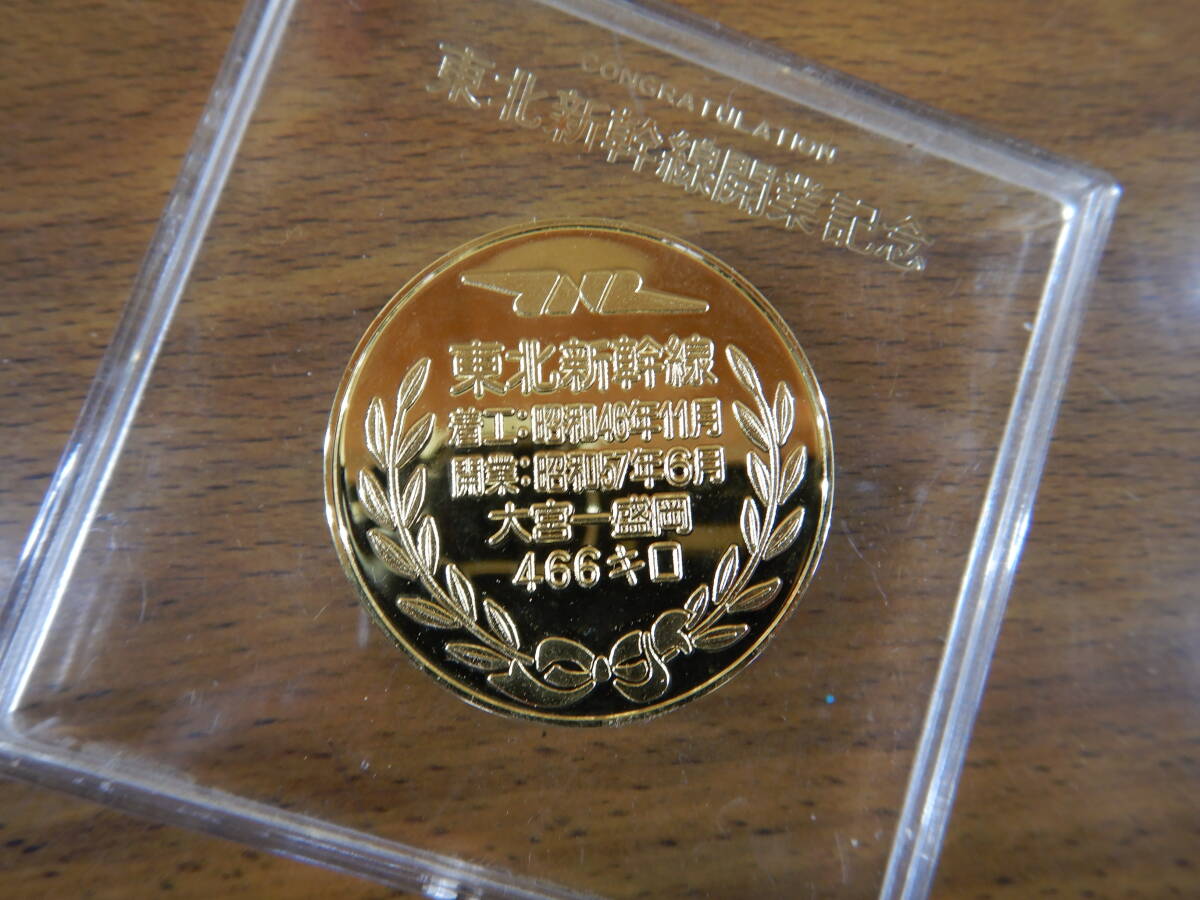 CONGRATULATION
東北新幹線開業記念
JNR
東北新幹線
着工:昭和46年11月
開業:昭和57年6月
大宮ー盛岡
466キロ